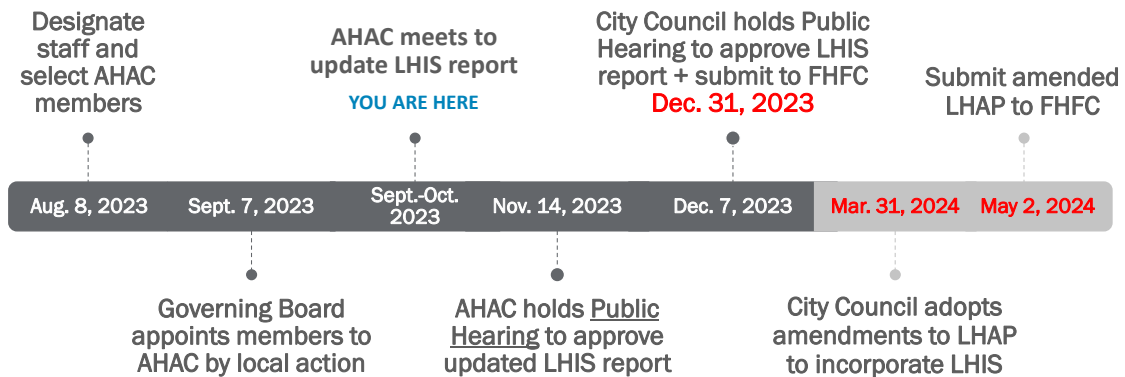 Designate
staff and
select AHAC
members
AHAC meets to
update LHIS report
YOU ARE HERE
City Council holds Public
Hearing to approve LHIS
report + submit to FHFC
Dec. 31, 2023
Submit amended
LHAP to FHFC
Aug. 8, 2023
Sept. 7, 2023
Sept.-Oct.
2023
Nov. 14, 2023
Dec. 7, 2023
Mar. 31, 2024
May 2, 2024
Governing Board
appoints members to
AHAC by local action
AHAC holds Public
Hearing to approve
updated LHIS report
City Council adopts
amendments to LHAP
to incorporate LHIS